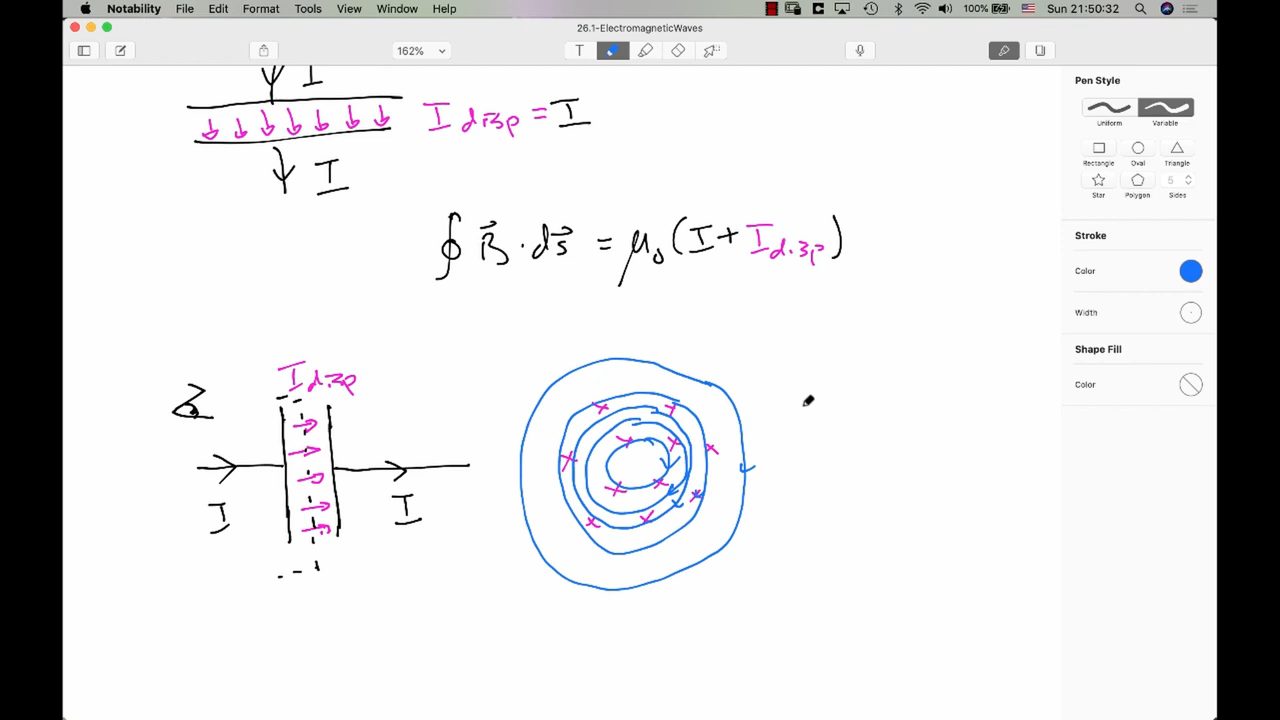 Notability File Edit Format Tools View Window Help 100% Sun 21:50:32
26.1-ElectromagneticWaves
162% T
Pen Style
Uniform Variable
Rectangle Oval Triangle
5
Star Polygon Sides
Stroke
Color
Width
Shape Fill
Color
I
I disp = I
I
∮ B⃗ · ds⃗ = μ₀ (I + I disp)
I disp
I I